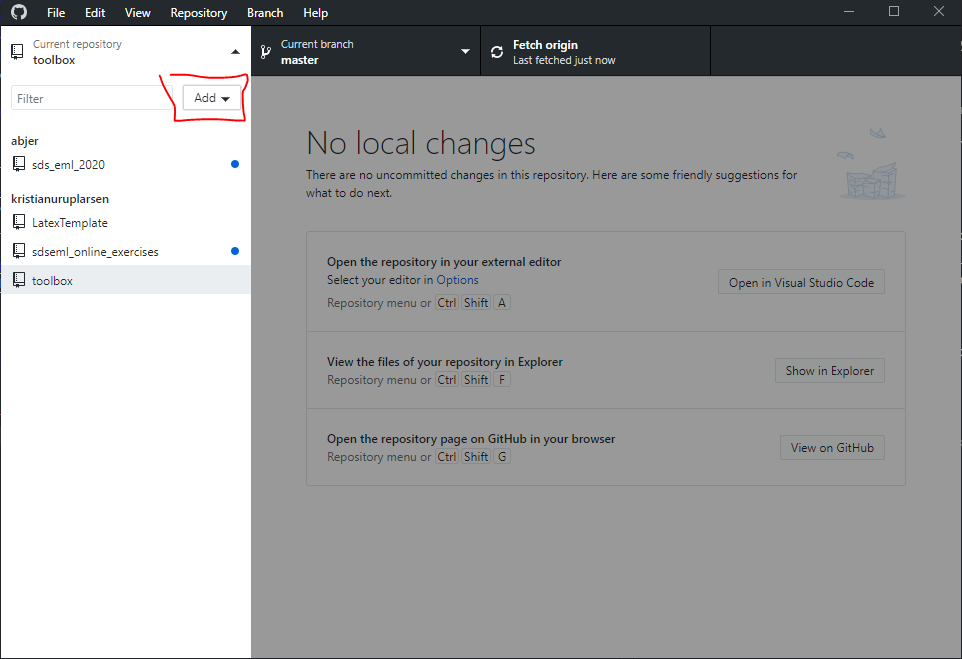 File Edit View Repository Branch Help
Current repository
toolbox
Current branch
master
Fetch origin
Last fetched just now
Filter
Add
abjer
sds_eml_2020
kristianuruplarsen
LatexTemplate
sdseml_online_exercises
toolbox
No local changes
There are no uncommitted changes in this repository. Here are some friendly suggestions for
what to do next.
Open the repository in your external editor
Select your editor in Options
Repository menu or Ctrl Shift A
Open in Visual Studio Code
View the files of your repository in Explorer
Repository menu or Ctrl Shift F
Show in Explorer
Open the repository page on GitHub in your browser
Repository menu or Ctrl Shift G
View on GitHub